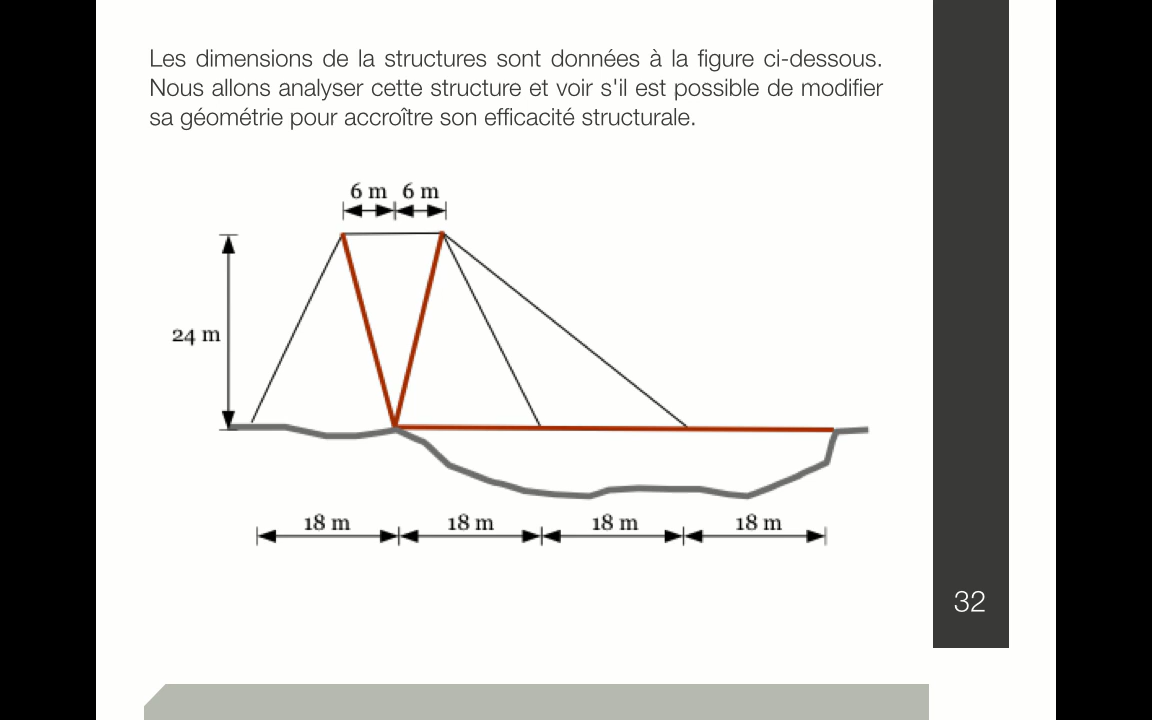 Les dimensions de la structures sont données à la figure ci-dessous.
Nous allons analyser cette structure et voir s'il est possible de modifier
sa géométrie pour accroître son efficacité structurale.
6 m 6 m
24 m
18 m 18 m 18 m 18 m
32